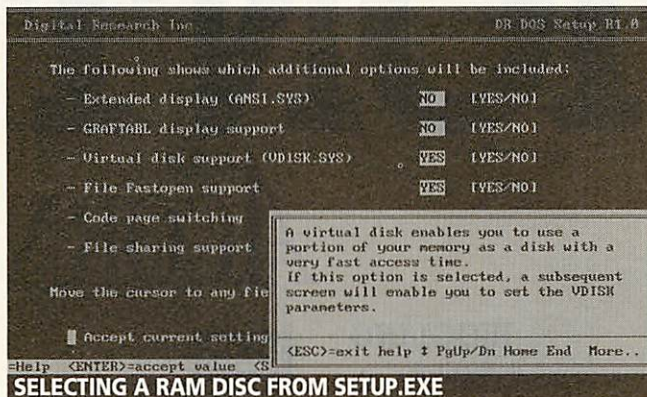 Digital Research Inc. DR DOS Setup R1.0
The following shows which additional options will be included:
- Extended display (ANSI.SYS) NO [YES/NO]
- GRAFTABL display support NO [YES/NO]
- Virtual disk support (VDISK.SYS) YES [YES/NO]
- File Fastopen support YES [YES/NO]
- Code page switching
- File sharing support
Move the cursor to any fie
Accept current setting
=Help <ENTER>=accept value <S
A virtual disk enables you to use a
portion of your memory as a disk with a
very fast access time.
If this option is selected, a subsequent
screen will enable you to set the VDISK
parameters.
<ESC>=exit help ↕ PgUp/Dn Home End More..
SELECTING A RAM DISC FROM SETUP.EXE